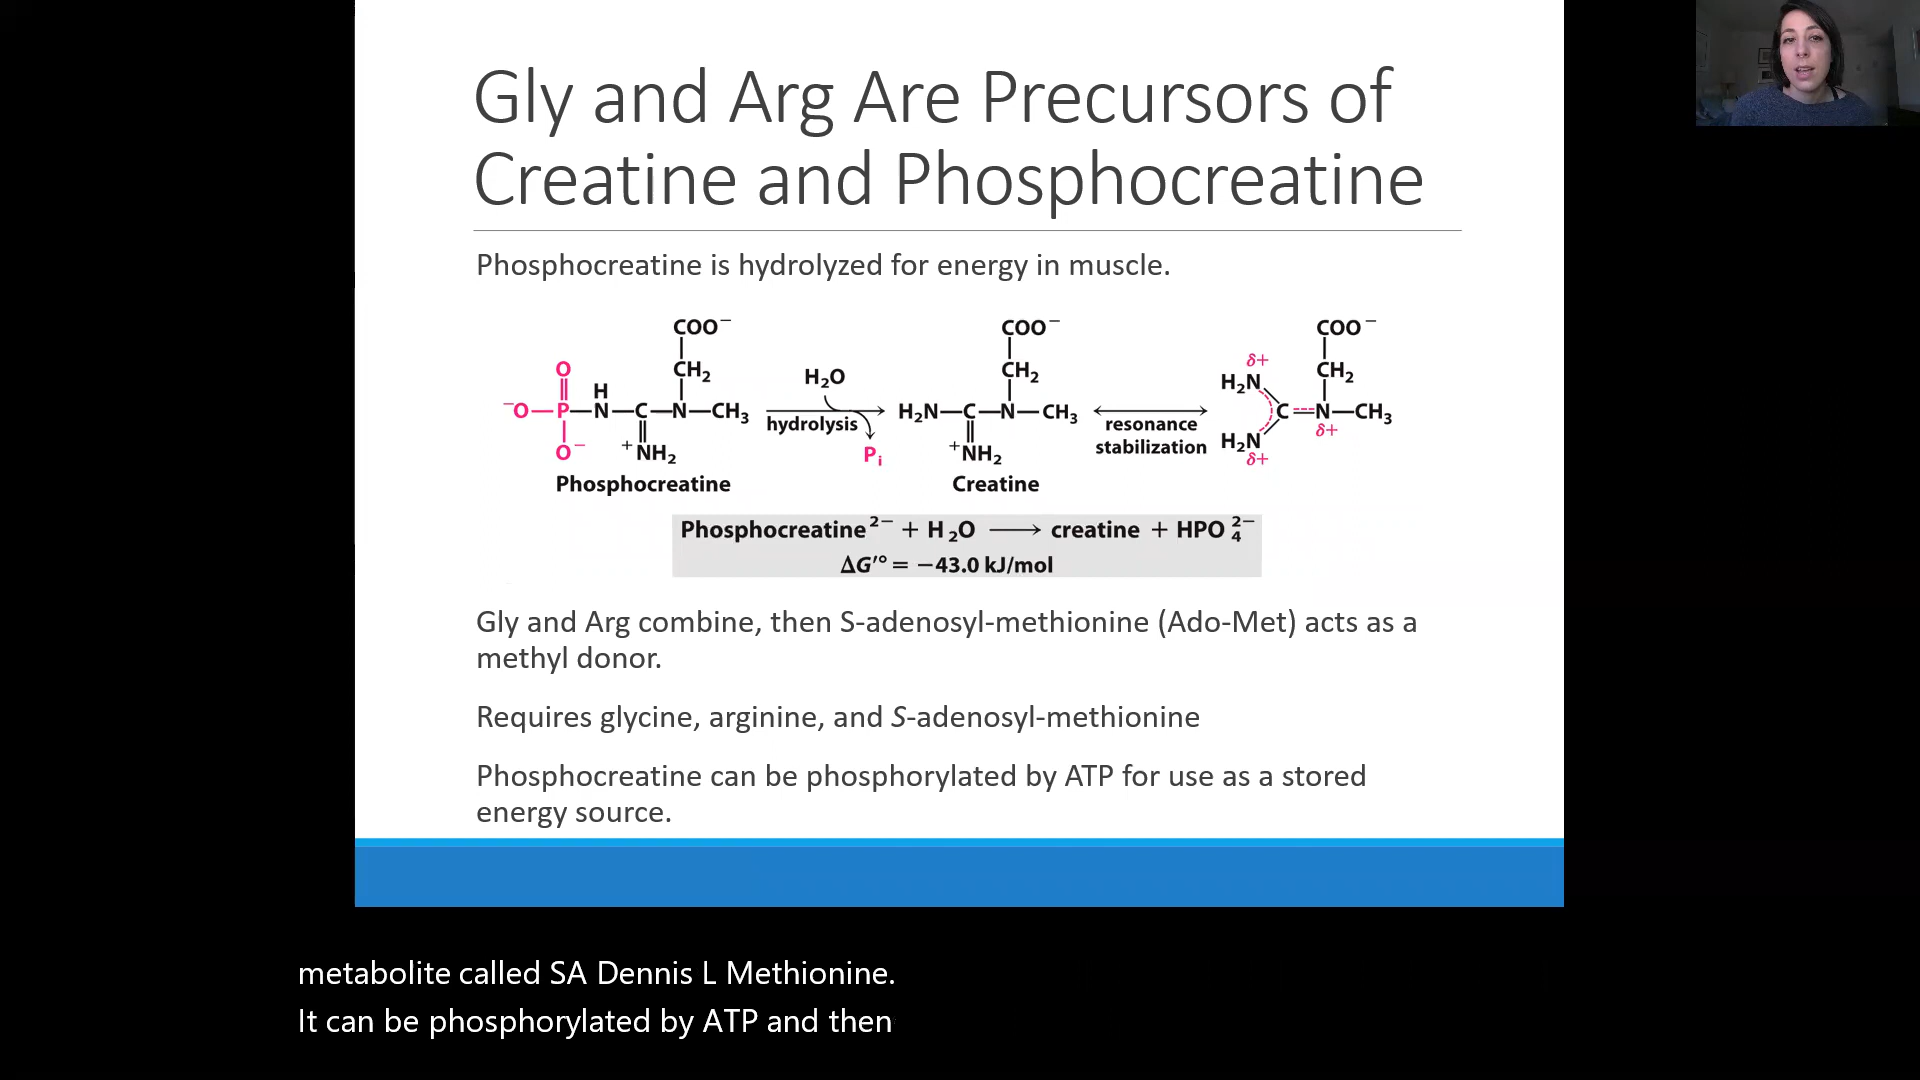 Gly and Arg Are Precursors of
Creatine and Phosphocreatine
Phosphocreatine is hydrolyzed for energy in muscle.
COO⁻
CH₂
O
H
⁻O—P—N—C—N—CH₃
O⁻
⁺NH₂
Phosphocreatine
H₂O
hydrolysis
Pᵢ
COO⁻
CH₂
H₂N—C—N—CH₃
⁺NH₂
Creatine
resonance
stabilization
COO⁻
δ+
CH₂
H₂N
C=N—CH₃
H₂N
δ+
δ+
Phosphocreatine²⁻ + H₂O ⟶ creatine + HPO₄²⁻
ΔG′° = −43.0 kJ/mol
Gly and Arg combine, then S-adenosyl-methionine (Ado-Met) acts as a
methyl donor.
Requires glycine, arginine, and S-adenosyl-methionine
Phosphocreatine can be phosphorylated by ATP for use as a stored
energy source.
metabolite called SA Dennis L Methionine.
It can be phosphorylated by ATP and then